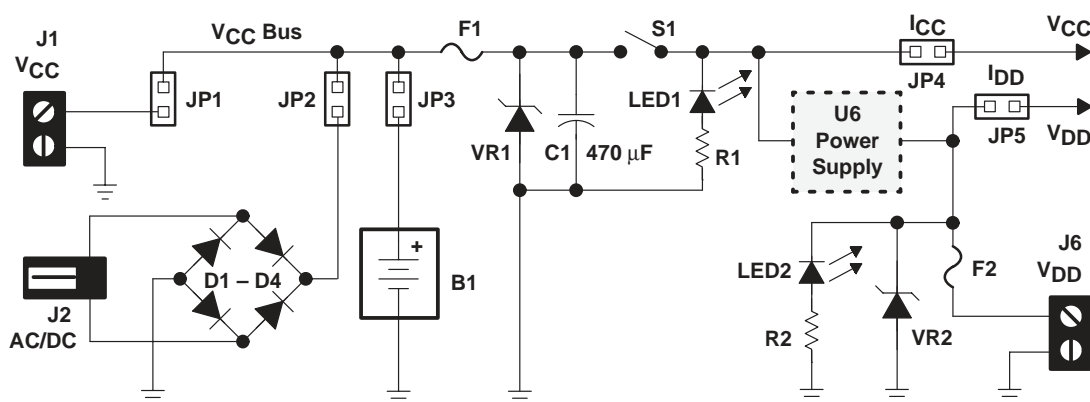 J1
VCC
VCC Bus
F1
S1
ICC
VCC
JP1
JP2
JP3
JP4
LED1
IDD
VDD
JP5
U6
Power
Supply
VR1
C1
470 µF
R1
J2
AC/DC
D1 – D4
+
B1
LED2
R2
VR2
F2
J6
VDD